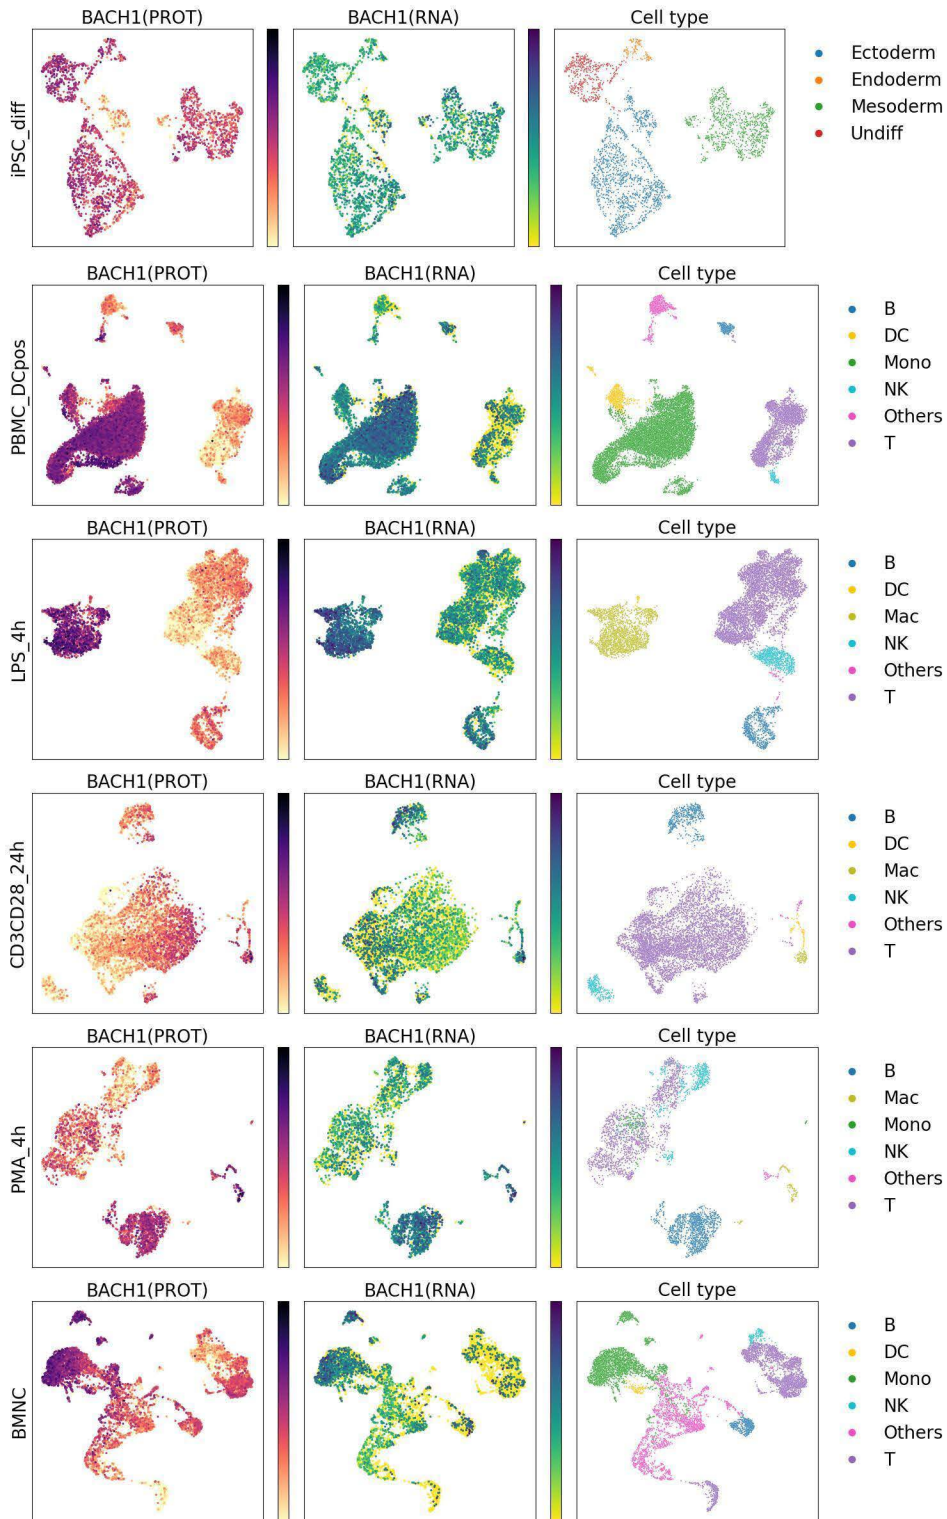 BACH1(PROT)
BACH1(RNA)
Cell type
iPSC_diff
Ectoderm
Endoderm
Mesoderm
Undiff
BACH1(PROT)
BACH1(RNA)
Cell type
PBMC_DCpos
B
DC
Mono
NK
Others
T
BACH1(PROT)
BACH1(RNA)
Cell type
LPS_4h
B
DC
Mac
NK
Others
T
BACH1(PROT)
BACH1(RNA)
Cell type
CD3CD28_24h
B
DC
Mac
NK
Others
T
BACH1(PROT)
BACH1(RNA)
Cell type
PMA_4h
B
Mac
Mono
NK
Others
T
BACH1(PROT)
BACH1(RNA)
Cell type
BMNC
B
DC
Mono
NK
Others
T